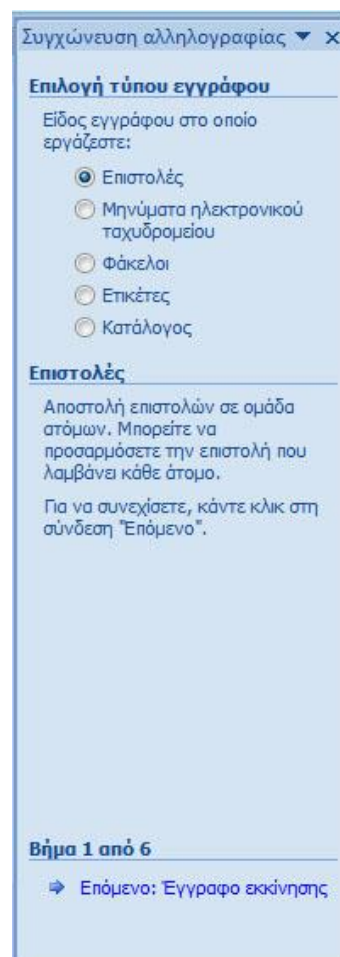 Συγχώνευση αλληλογραφίας
Επιλογή τύπου εγγράφου
Είδος εγγράφου στο οποίο
εργάζεστε:
Επιστολές
Μηνύματα ηλεκτρονικού
ταχυδρομείου
Φάκελοι
Ετικέτες
Κατάλογος
Επιστολές
Αποστολή επιστολών σε ομάδα
ατόμων. Μπορείτε να
προσαρμόσετε την επιστολή που
λαμβάνει κάθε άτομο.
Για να συνεχίσετε, κάντε κλικ στη
σύνδεση "Επόμενο".
Βήμα 1 από 6
Επόμενο: Έγγραφο εκκίνησης